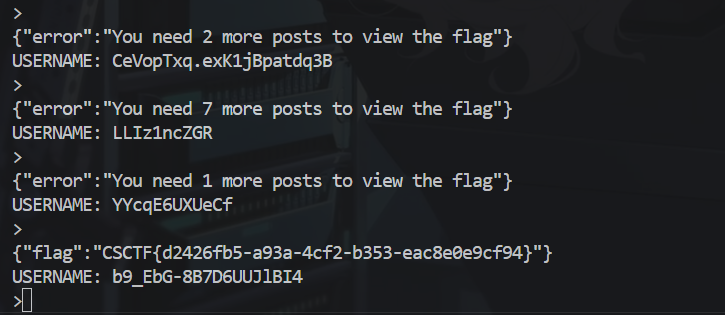 >
{"error":"You need 2 more posts to view the flag"}
USERNAME: CeVopTxq.exK1jBpatdq3B
>
{"error":"You need 7 more posts to view the flag"}
USERNAME: LLIz1ncZGR
>
{"error":"You need 1 more posts to view the flag"}
USERNAME: YYcqE6UXUeCf
>
{"flag":"CSCTF{d2426fb5-a93a-4cf2-b353-eac8e0e9cf94}"}
USERNAME: b9_EbG-8B7D6UUJlBI4
>